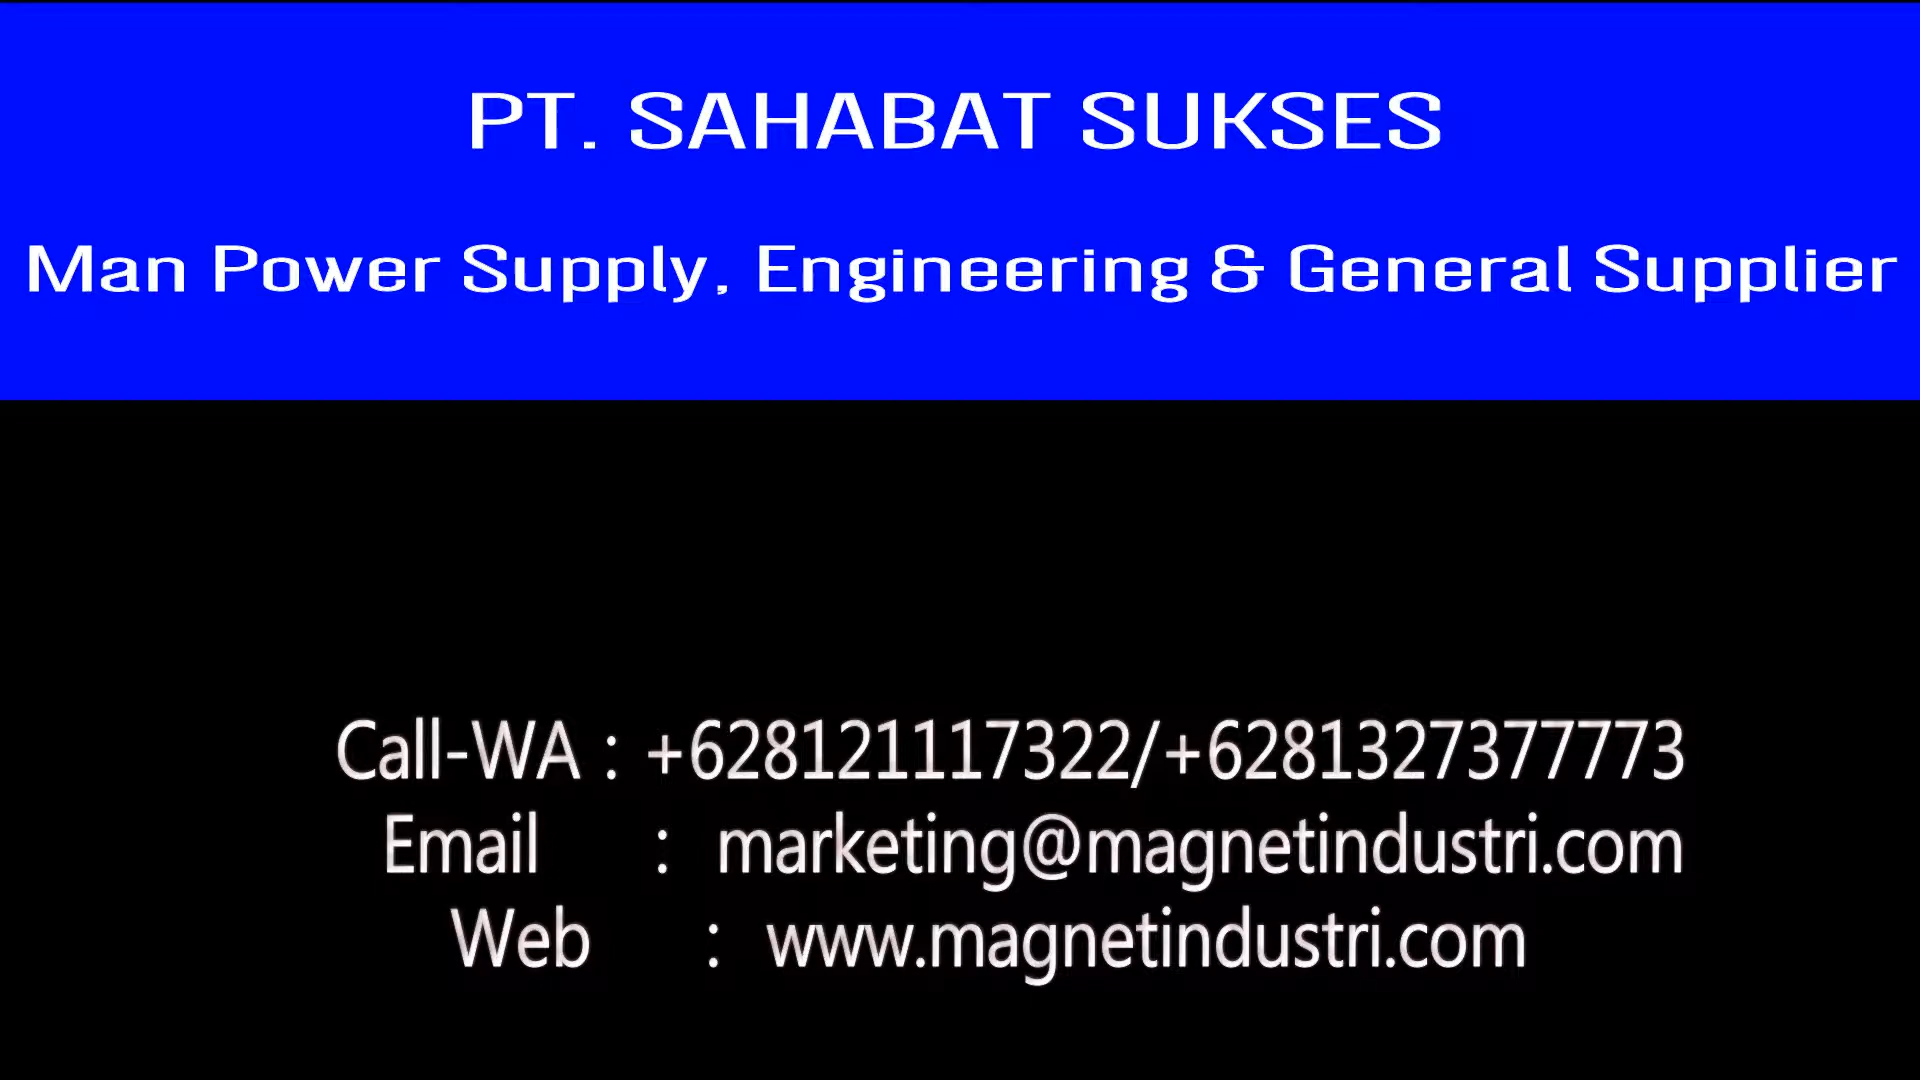 PT. SAHABAT SUKSES
Man Power Supply, Engineering & General Supplier
Call-WA : +628121117322/+6281327377773
Email : marketing@magnetindustri.com
Web : www.magnetindustri.com